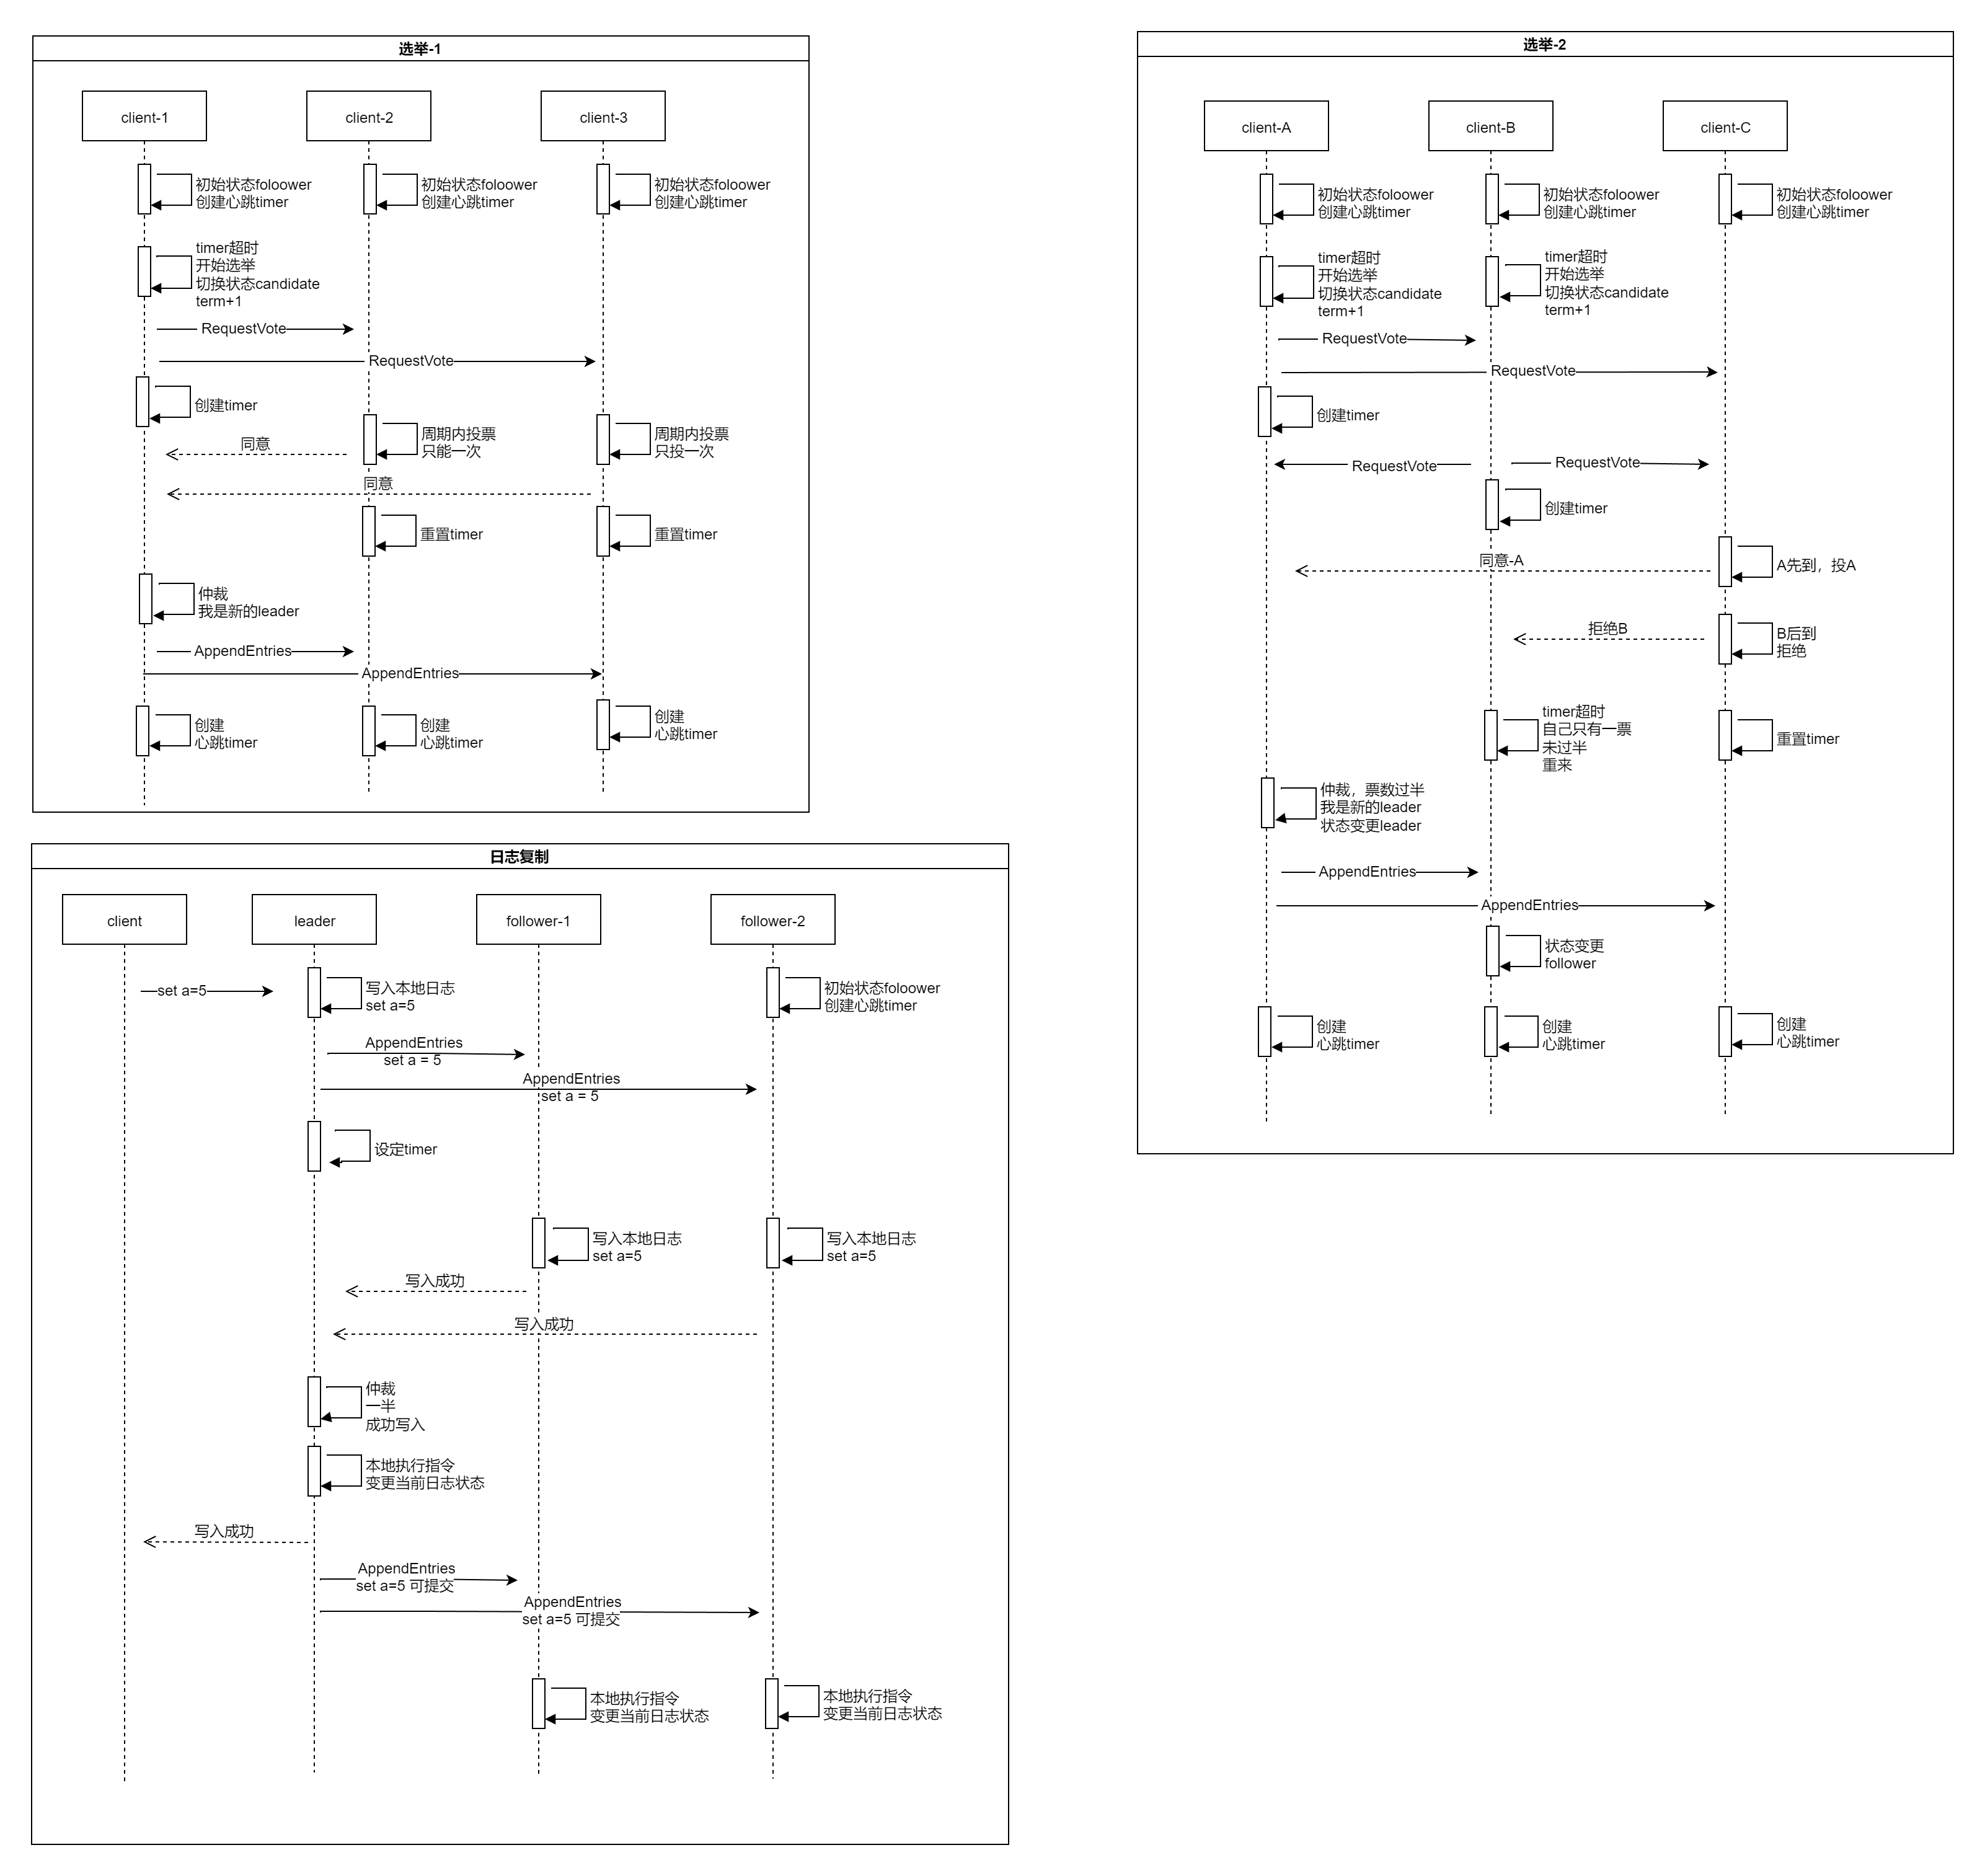 选举-1
client-1
client-2
client-3
初始状态foloower
创建心跳timer
初始状态foloower
创建心跳timer
初始状态foloower
创建心跳timer
timer超时
开始选举
切换状态candidate
term+1
RequestVote
RequestVote
创建timer
周期内投票
只能一次
周期内投票
只投一次
同意
同意
重置timer
重置timer
仲裁
我是新的leader
AppendEntries
AppendEntries
创建
心跳timer
创建
心跳timer
创建
心跳timer
选举-2
client-A
client-B
client-C
初始状态foloower
创建心跳timer
初始状态foloower
创建心跳timer
初始状态foloower
创建心跳timer
timer超时
开始选举
切换状态candidate
term+1
timer超时
开始选举
切换状态candidate
term+1
RequestVote
RequestVote
创建timer
RequestVote
RequestVote
创建timer
同意-A
A先到，投A
拒绝B
B后到
拒绝
timer超时
自己只有一票
未过半
重来
重置timer
仲裁，票数过半
我是新的leader
状态变更leader
AppendEntries
AppendEntries
状态变更
follower
创建
心跳timer
创建
心跳timer
创建
心跳timer
日志复制
client
leader
follower-1
follower-2
set a=5
写入本地日志
set a=5
初始状态foloower
创建心跳timer
AppendEntries
set a = 5
AppendEntries
set a = 5
设定timer
写入本地日志
set a=5
写入本地日志
set a=5
写入成功
写入成功
仲裁
一半
成功写入
本地执行指令
变更当前日志状态
写入成功
AppendEntries
set a=5 可提交
AppendEntries
set a=5 可提交
本地执行指令
变更当前日志状态
本地执行指令
变更当前日志状态